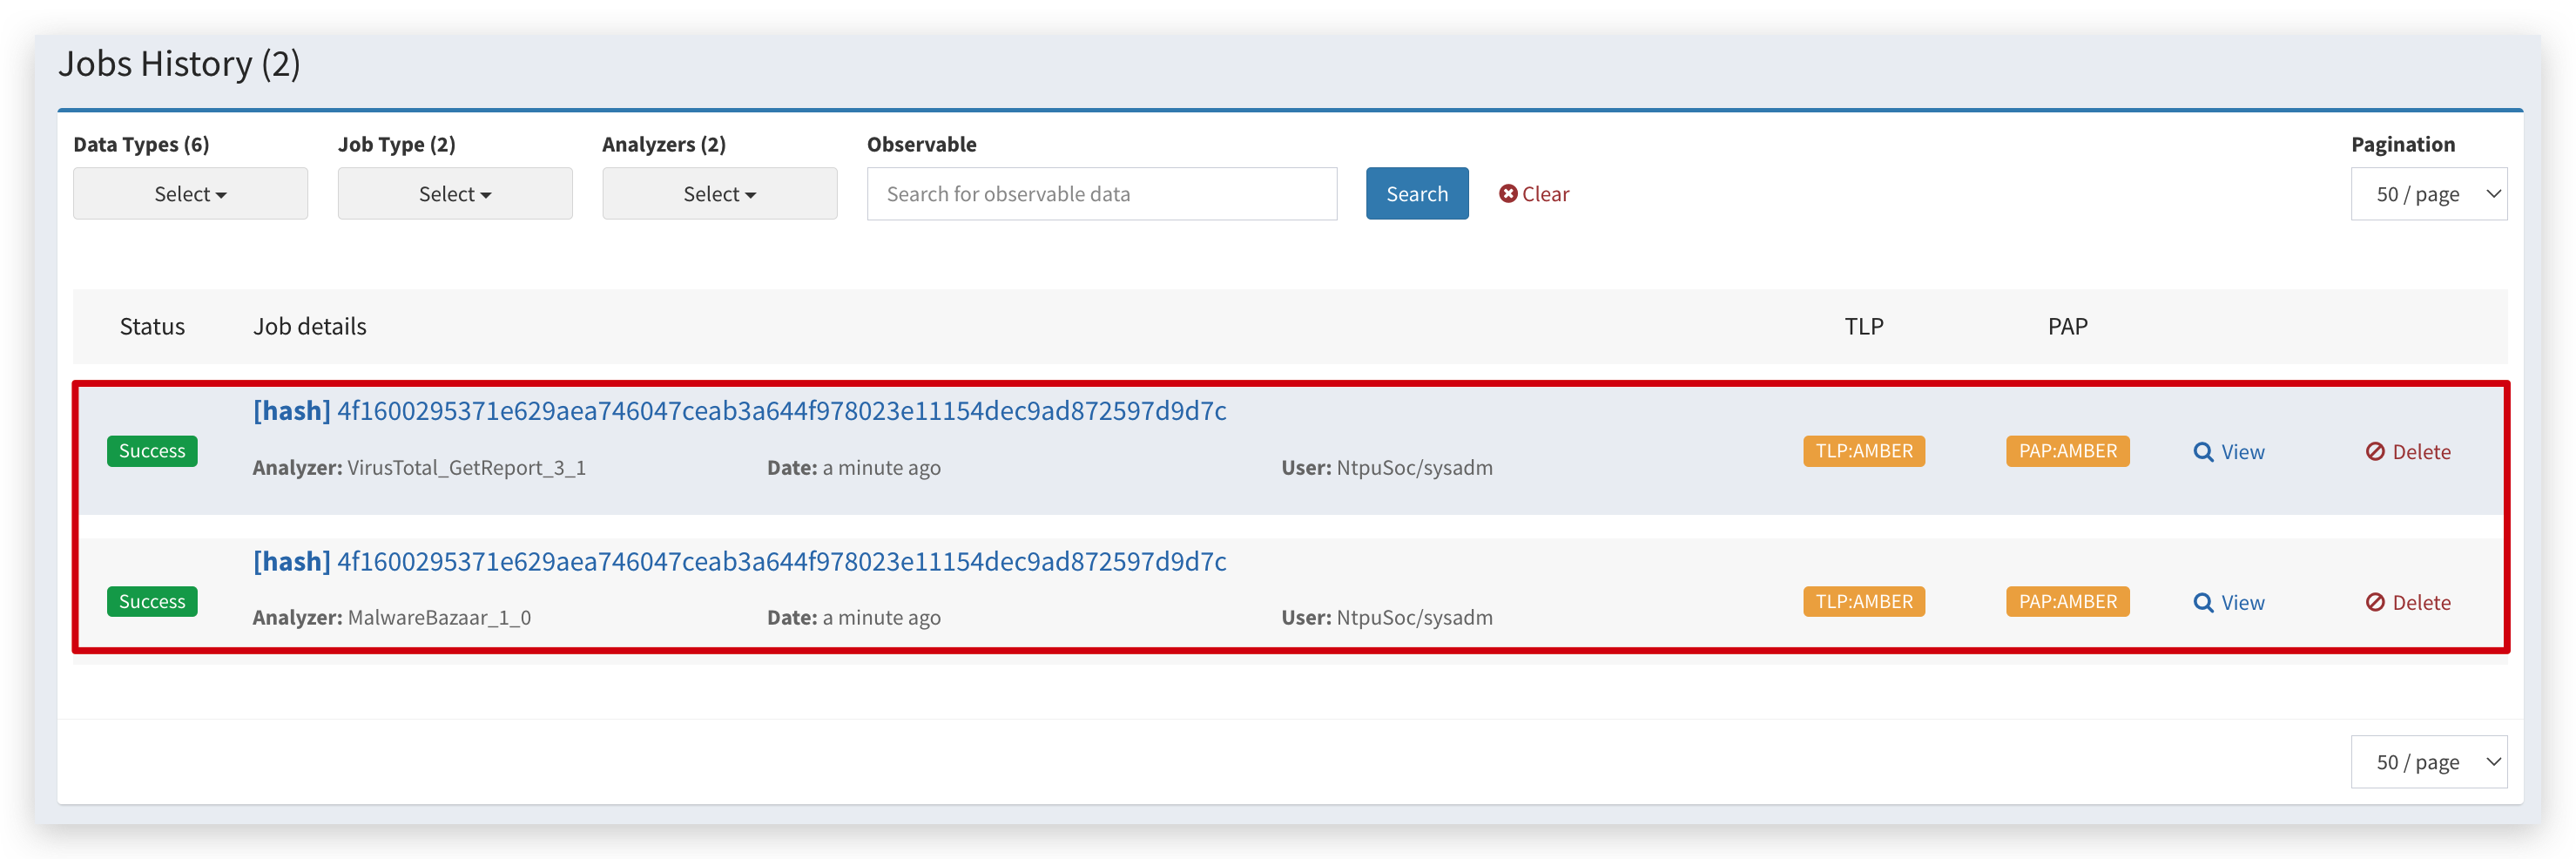 Jobs History (2)
Data Types (6) Job Type (2) Analyzers (2) Observable Pagination
Select Select Select Search for observable data Search Clear 50 / page
Status Job details TLP PAP
[hash] 4f1600295371e629aea746047ceab3a644f978023e11154dec9ad872597d9d7c
Success TLP:AMBER PAP:AMBER View Delete
Analyzer: VirusTotal_GetReport_3_1 Date: a minute ago User: NtpuSoc/sysadm
[hash] 4f1600295371e629aea746047ceab3a644f978023e11154dec9ad872597d9d7c
Success TLP:AMBER PAP:AMBER View Delete
Analyzer: MalwareBazaar_1_0 Date: a minute ago User: NtpuSoc/sysadm
50 / page